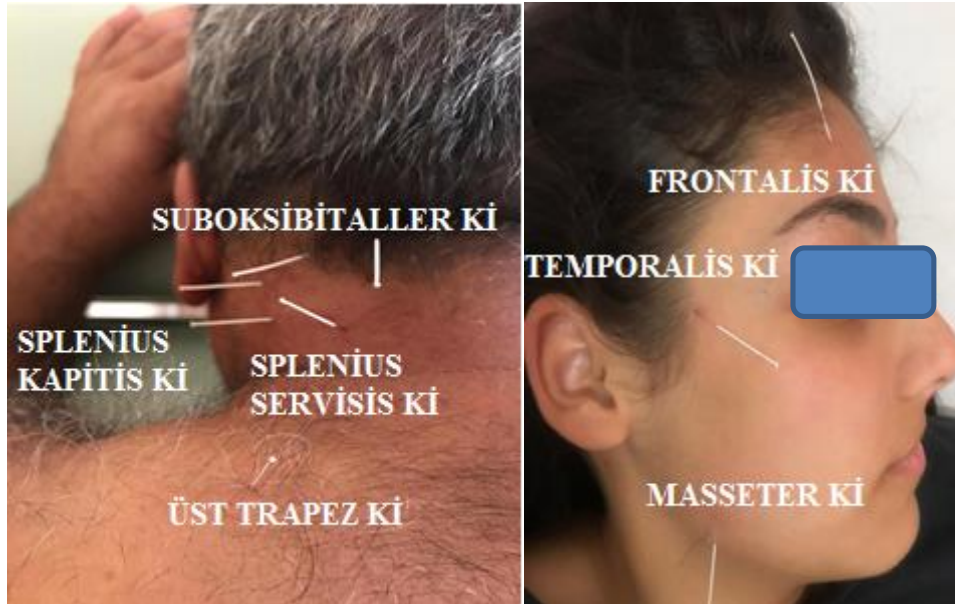 SUBOKSİBİTALLER Kİ
SPLENİUS
KAPİTİS Kİ
SPLENİUS
SERVİSİS Kİ
ÜST TRAPEZ Kİ
FRONTALİS Kİ
TEMPORALİS Kİ
MASSETER Kİ